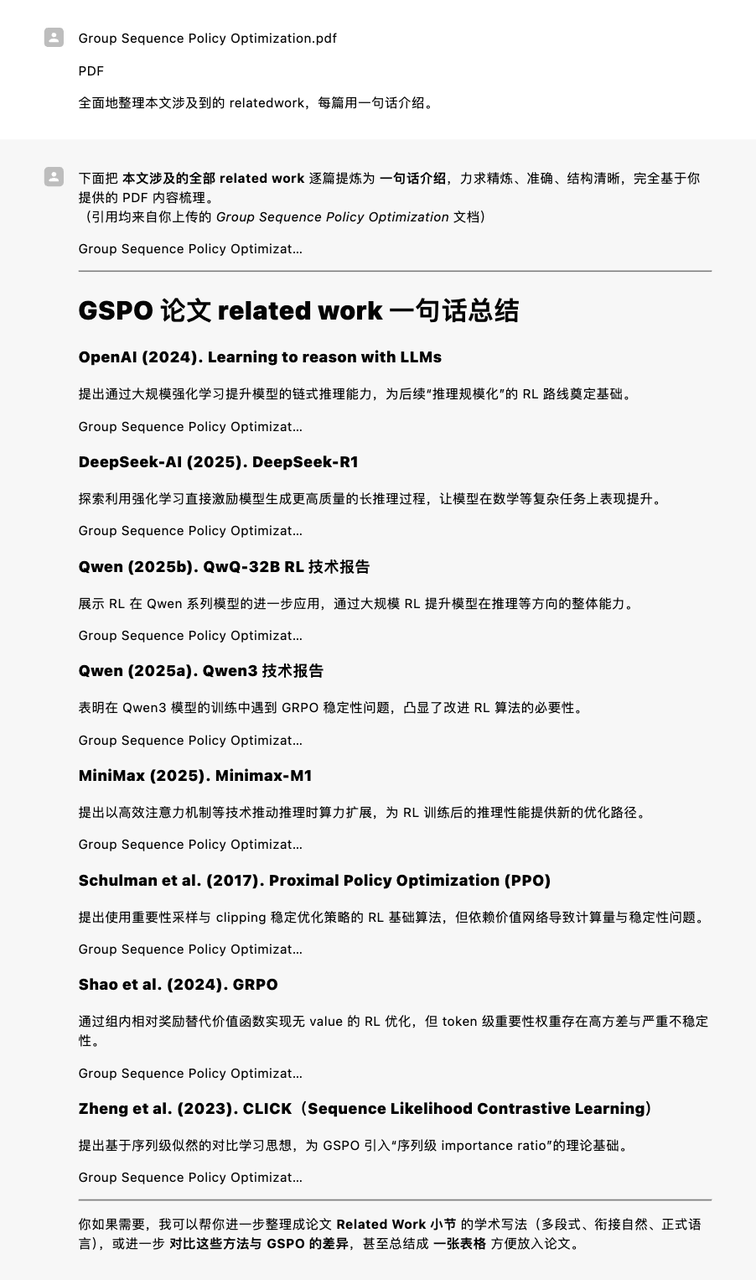 Group Sequence Policy Optimization.pdf
PDF
全面地整理本文涉及到的 relatedwork，每篇用一句话介绍。
下面把 本文涉及的全部 related work 逐篇提炼为 一句话介绍，力求精炼、准确、结构清晰，完全基于你
提供的 PDF 内容梳理。
（引用均来自你上传的 Group Sequence Policy Optimization 文档）
Group Sequence Policy Optimizat...
GSPO 论文 related work 一句话总结
OpenAI (2024). Learning to reason with LLMs
提出通过大规模强化学习提升模型的链式推理能力，为后续“推理规模化”的 RL 路线奠定基础。
Group Sequence Policy Optimizat...
DeepSeek-AI (2025). DeepSeek-R1
探索利用强化学习直接激励模型生成更高质量的长推理过程，让模型在数学等复杂任务上表现提升。
Group Sequence Policy Optimizat...
Qwen (2025b). QwQ-32B RL 技术报告
展示 RL 在 Qwen 系列模型的进一步应用，通过大规模 RL 提升模型在推理等方向的整体能力。
Group Sequence Policy Optimizat...
Qwen (2025a). Qwen3 技术报告
表明在 Qwen3 模型的训练中遇到 GRPO 稳定性问题，凸显了改进 RL 算法的必要性。
Group Sequence Policy Optimizat...
MiniMax (2025). Minimax-M1
提出以高效注意力机制等技术推动推理时算力扩展，为 RL 训练后的推理性能提供新的优化路径。
Group Sequence Policy Optimizat...
Schulman et al. (2017). Proximal Policy Optimization (PPO)
提出使用重要性采样与 clipping 稳定优化策略的 RL 基础算法，但依赖价值网络导致计算量与稳定性问题。
Group Sequence Policy Optimizat...
Shao et al. (2024). GRPO
通过组内相对奖励替代价值函数实现无 value 的 RL 优化，但 token 级重要性权重存在高方差与严重不稳定
性。
Group Sequence Policy Optimizat...
Zheng et al. (2023). CLICK（Sequence Likelihood Contrastive Learning）
提出基于序列级似然的对比学习思想，为 GSPO 引入“序列级 importance ratio”的理论基础。
Group Sequence Policy Optimizat...
你如果需要，我可以帮你进一步整理成论文 Related Work 小节 的学术写法（多段式、衔接自然、正式语
言），或进一步 对比这些方法与 GSPO 的差异，甚至总结成 一张表格 方便放入论文。